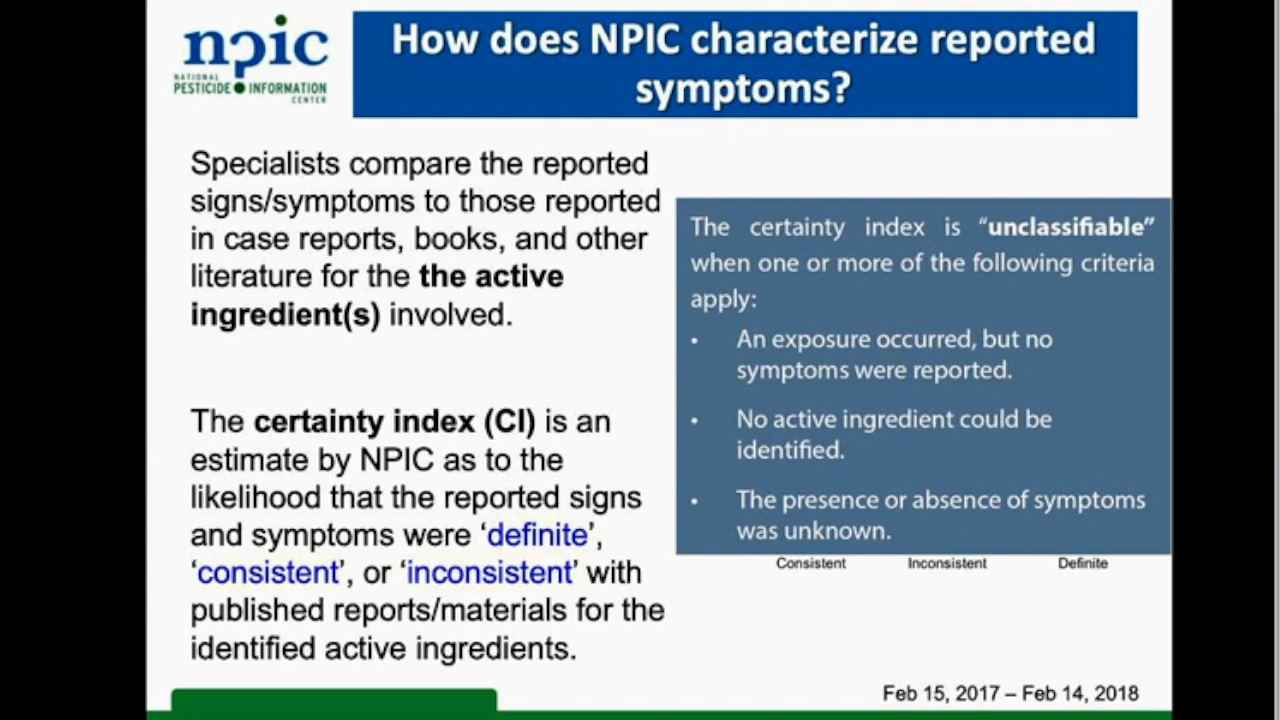 npic
NATIONAL
PESTICIDE INFORMATION
CENTER
How does NPIC characterize reported
symptoms?
Specialists compare the reported
signs/symptoms to those reported
in case reports, books, and other
literature for the the active
ingredient(s) involved.
The certainty index (CI) is an
estimate by NPIC as to the
likelihood that the reported signs
and symptoms were ‘definite’,
‘consistent’, or ‘inconsistent’ with
published reports/materials for the
identified active ingredients.
The certainty index is “unclassifiable”
when one or more of the following criteria
apply:
• An exposure occurred, but no
symptoms were reported.
• No active ingredient could be
identified.
• The presence or absence of symptoms
was unknown.
Consistent Inconsistent Definite
Feb 15, 2017 – Feb 14, 2018